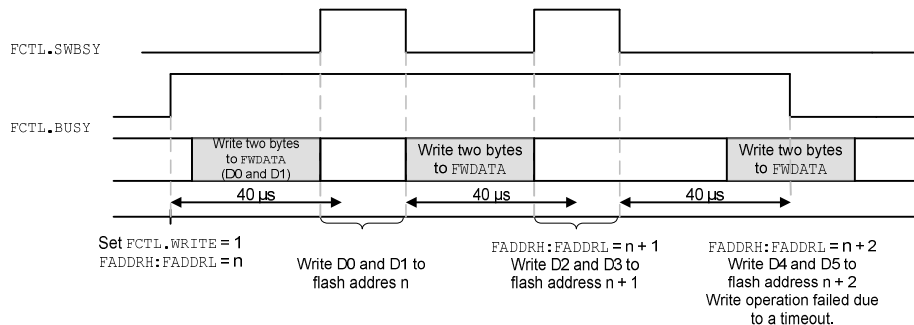 FCTL.SWBSY
FCTL.BUSY
Write two bytes
to FWDATA
(D0 and D1)
Write two bytes
to FWDATA
Write two bytes
to FWDATA
40 µs
40 µs
40 µs
Set FCTL.WRITE = 1
FADDRH:FADDRL = n
Write D0 and D1 to
flash addres n
FADDRH:FADDRL = n + 1
Write D2 and D3 to
flash address n + 1
FADDRH:FADDRL = n + 2
Write D4 and D5 to
flash address n + 2
Write operation failed due
to a timeout.